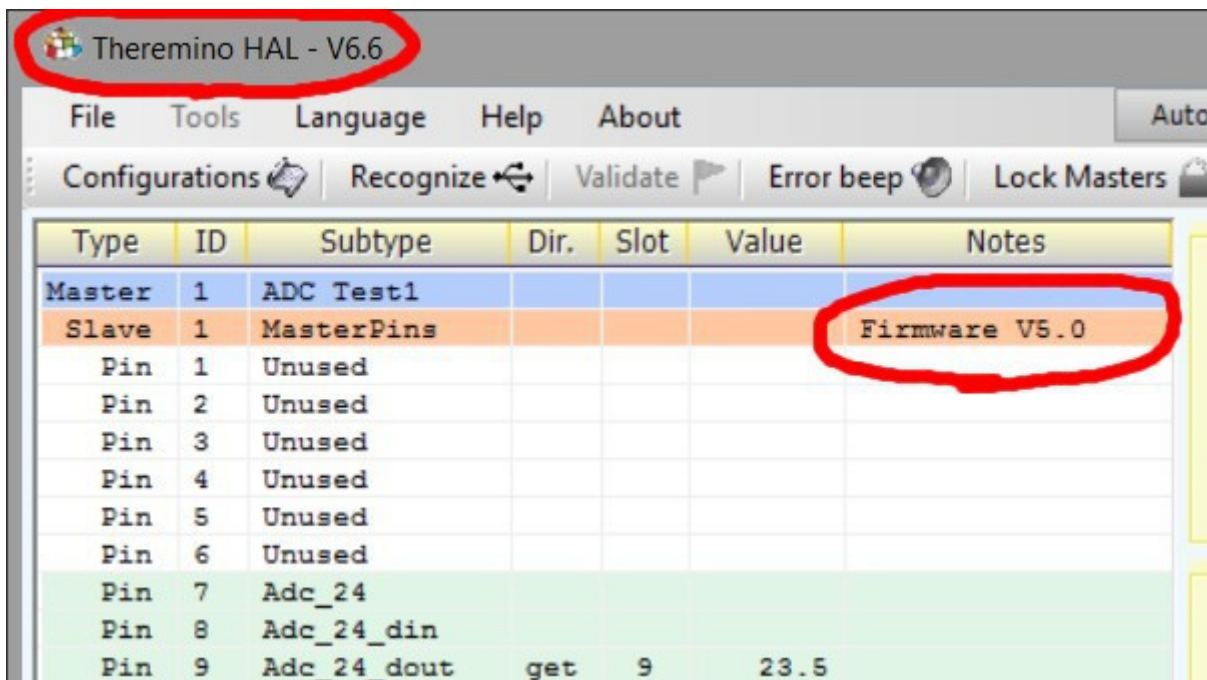 Theremino HAL - V6.6
File Tools Language Help About Auto
Configurations Recognize Validate Error beep Lock Masters
Type ID Subtype Dir. Slot Value Notes
Master 1 ADC Test1
Slave 1 MasterPins Firmware V5.0
Pin 1 Unused
Pin 2 Unused
Pin 3 Unused
Pin 4 Unused
Pin 5 Unused
Pin 6 Unused
Pin 7 Adc_24
Pin 8 Adc_24_din
Pin 9 Adc_24_dout get 9 23.5